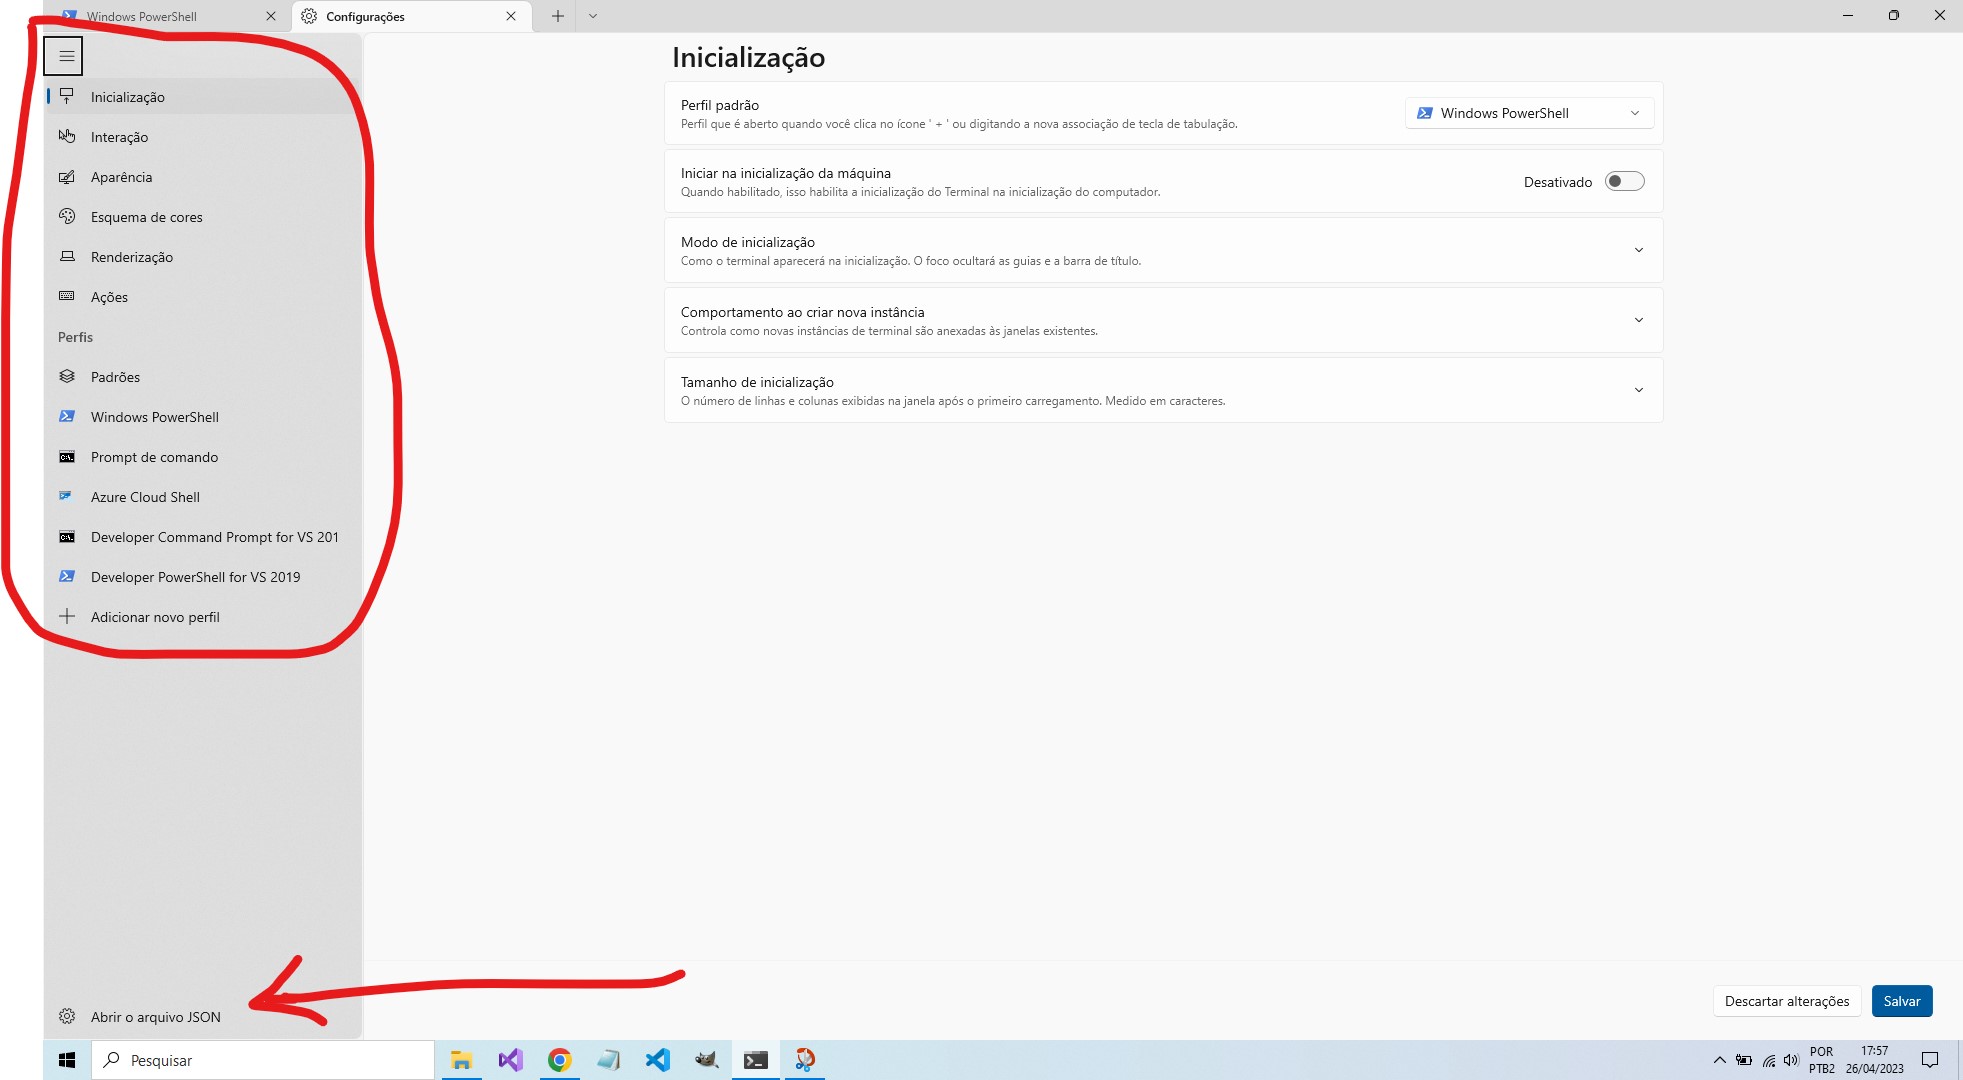 Windows PowerShell
Configurações
Inicialização
Interação
Aparência
Esquema de cores
Renderização
Ações
Perfis
Padrões
Windows PowerShell
Prompt de comando
Azure Cloud Shell
Developer Command Prompt for VS 201
Developer PowerShell for VS 2019
Adicionar novo perfil
Abrir o arquivo JSON
Inicialização
Perfil padrão
Perfil que é aberto quando você clica no ícone ' + ' ou digitando a nova associação de tecla de tabulação.
Windows PowerShell
Iniciar na inicialização da máquina
Quando habilitado, isso habilita a inicialização do Terminal na inicialização do computador.
Desativado
Modo de inicialização
Como o terminal aparecerá na inicialização. O foco ocultará as guias e a barra de título.
Comportamento ao criar nova instância
Controla como novas instâncias de terminal são anexadas às janelas existentes.
Tamanho de inicialização
O número de linhas e colunas exibidas na janela após o primeiro carregamento. Medido em caracteres.
Descartar alterações
Salvar
Pesquisar
POR
PTB2
17:57
26/04/2023